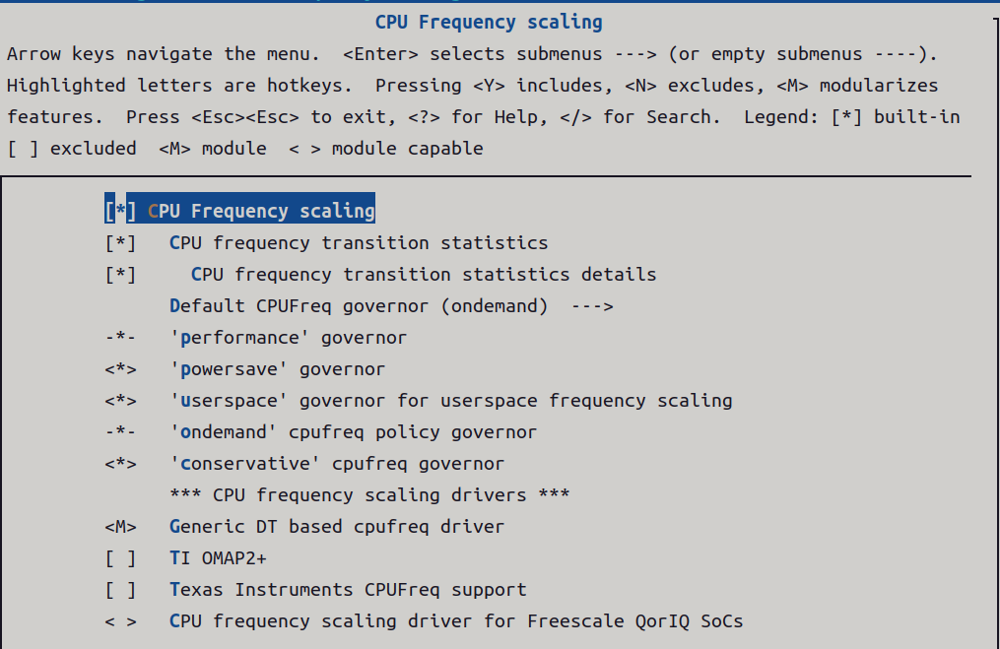 CPU Frequency scaling
Arrow keys navigate the menu.  <Enter> selects submenus ---> (or empty submenus ----).
Highlighted letters are hotkeys.  Pressing <Y> includes, <N> excludes, <M> modularizes
features.  Press <Esc><Esc> to exit, <?> for Help, </> for Search.  Legend: [*] built-in
[ ] excluded  <M> module  < > module capable
[*] CPU Frequency scaling
[*]   CPU frequency transition statistics
[*]     CPU frequency transition statistics details
      Default CPUFreq governor (ondemand)  --->
-*-   'performance' governor
<*>   'powersave' governor
<*>   'userspace' governor for userspace frequency scaling
-*-   'ondemand' cpufreq policy governor
<*>   'conservative' cpufreq governor
      *** CPU frequency scaling drivers ***
<M>   Generic DT based cpufreq driver
[ ]   TI OMAP2+
[ ]   Texas Instruments CPUFreq support
< >   CPU frequency scaling driver for Freescale QorIQ SoCs